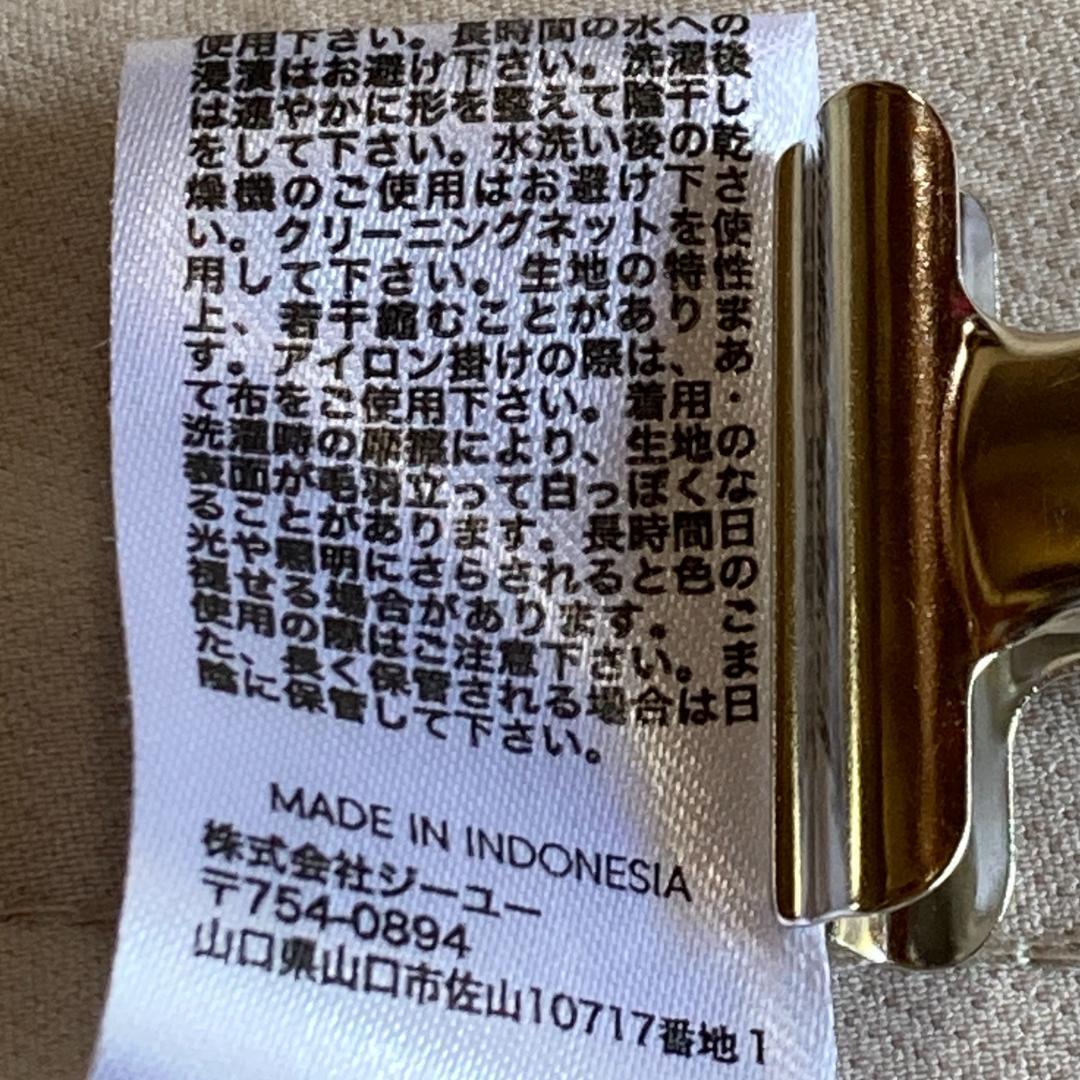 使用下さい。長時間の水への
浸漬はお避け下さい。洗濯後
は速やかに形を整えて陰干し
をして下さい。水洗い後の乾
燥機のご使用はお避け下さ
い。クリーニングネットを使
用して下さい。生地の特性
上、若干縮むことがありま
す。アイロン掛けの際は、あ
て布をご使用下さい。着用・
洗濯時の摩擦により、生地の
表面が毛羽立って白っぽくな
ることがあります。長時間日
光や照明にさらされると色の
褪せる場合があります。ご
使用の際はご注意下さい。ま
た、長く保管される場合は日
陰に保管して下さい。
MADE IN INDONESIA
株式会社ジーユー
〒754-0894
山口県山口市佐山10717番地1